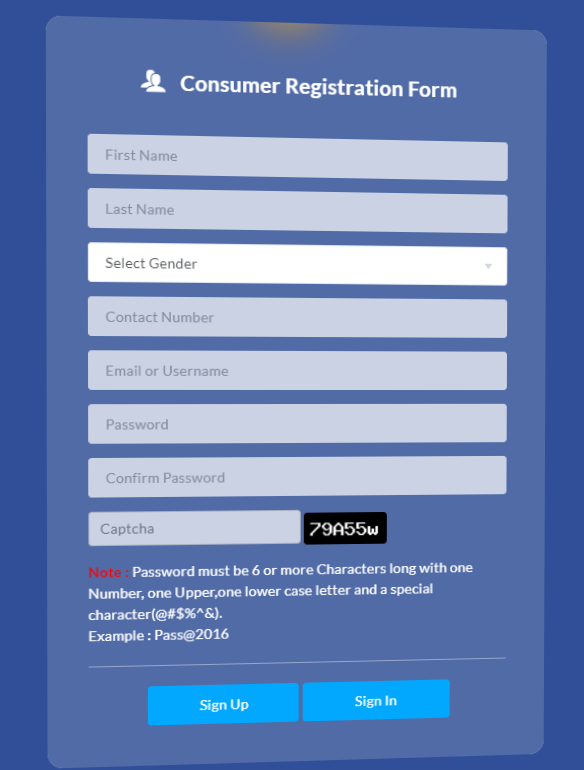 Consumer Registration Form
First Name
Last Name
Select Gender
Contact Number
Email or Username
Password
Confirm Password
Captcha 79A55w
Note : Password must be 6 or more Characters long with one
Number, one Upper,one lower case letter and a special
character(@#$%^&).
Example : Pass@2016
Sign Up Sign In